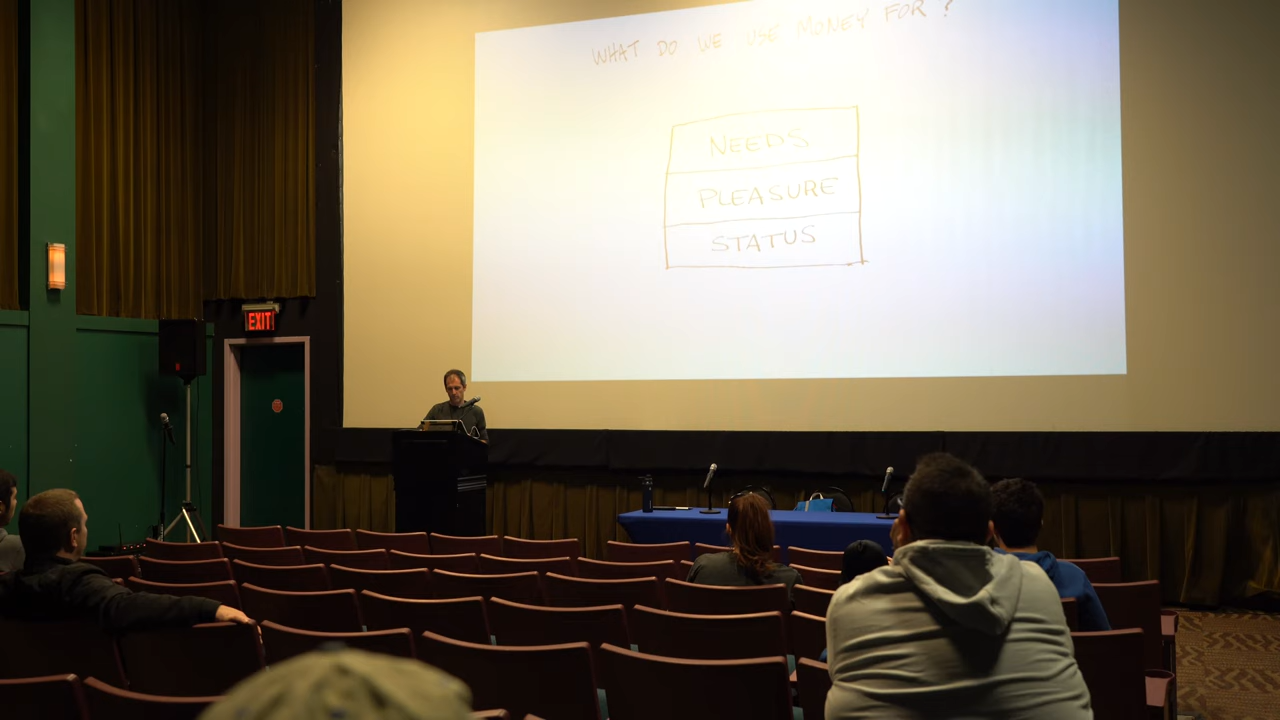 WHAT DO WE USE MONEY FOR?
NEEDS
PLEASURE
STATUS
EXIT